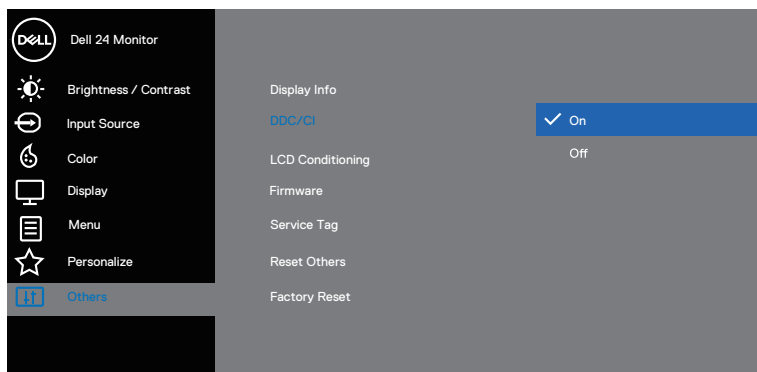 DELL
Dell 24 Monitor
Brightness / Contrast
Input Source
Color
Display
Menu
Personalize
Others
Display Info
DDC/CI
LCD Conditioning
Firmware
Service Tag
Reset Others
Factory Reset
On
Off